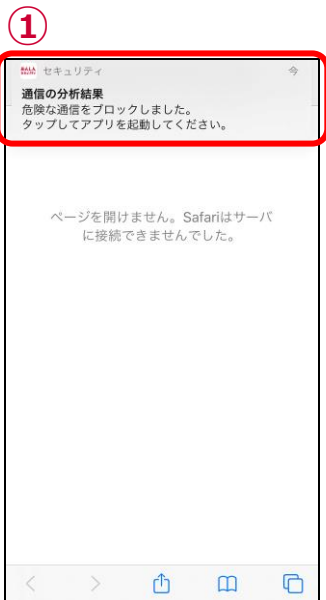 ①
セキュリティ 今
通信の分析結果
危険な通信をブロックしました。
タップしてアプリを起動してください。
ページを開けません。Safariはサーバ
に接続できませんでした。